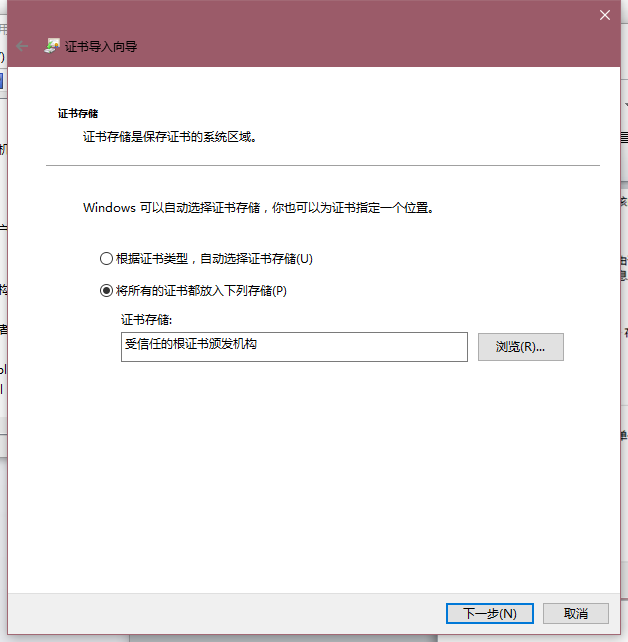 证书导入向导
证书存储
证书存储是保存证书的系统区域。
Windows 可以自动选择证书存储，你也可以为证书指定一个位置。
根据证书类型，自动选择证书存储(U)
将所有的证书都放入下列存储(P)
证书存储:
受信任的根证书颁发机构
浏览(R)...
下一步(N)
取消